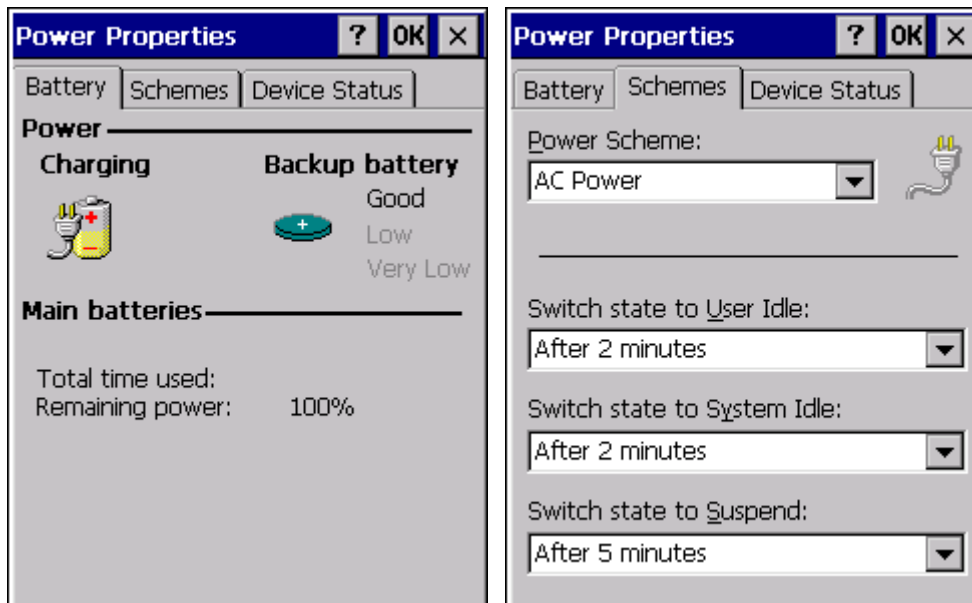 Power Properties ? OK ×
Battery Schemes Device Status
Power
Charging Backup battery
Good
Low
Very Low
Main batteries
Total time used:
Remaining power: 100%
Power Properties ? OK ×
Battery Schemes Device Status
Power Scheme:
AC Power
Switch state to User Idle:
After 2 minutes
Switch state to System Idle:
After 2 minutes
Switch state to Suspend:
After 5 minutes